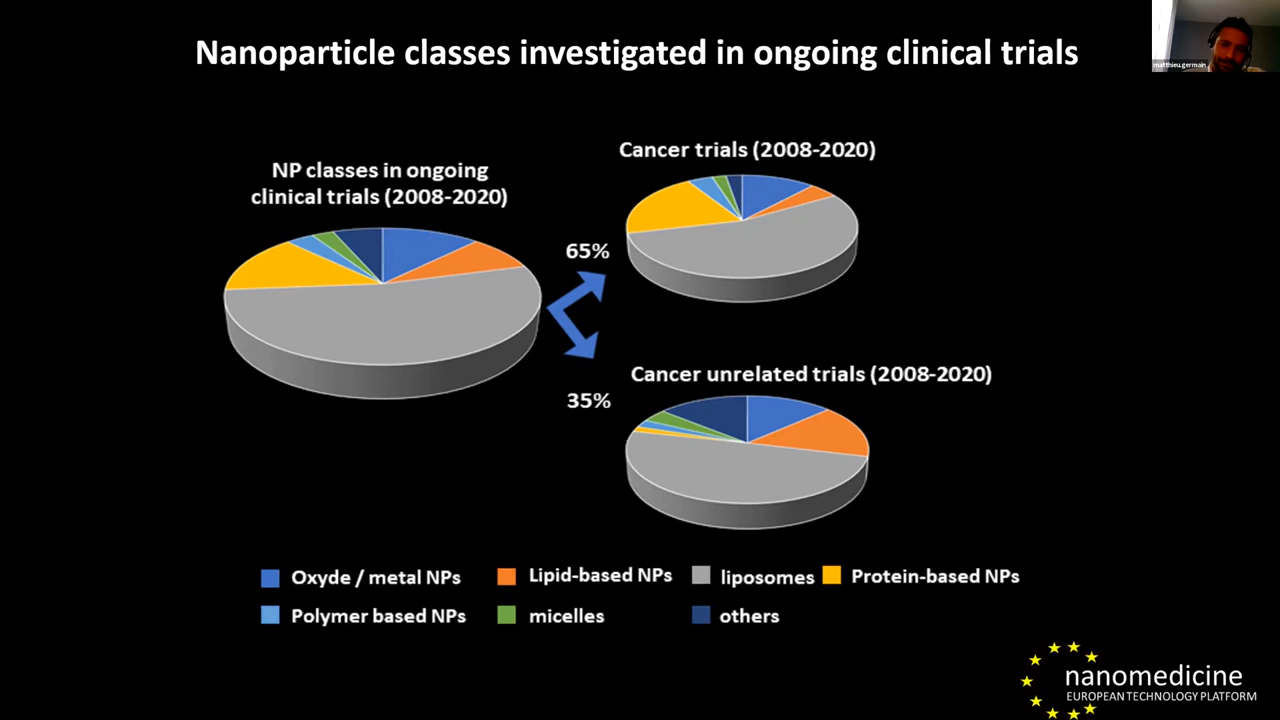 Nanoparticle classes investigated in ongoing clinical trials
matthieu.germain
NP classes in ongoing
clinical trials (2008-2020)
Cancer trials (2008-2020)
65%
35%
Cancer unrelated trials (2008-2020)
Oxyde / metal NPs
Lipid-based NPs
liposomes
Protein-based NPs
Polymer based NPs
micelles
others
nanomedicine
EUROPEAN TECHNOLOGY PLATFORM